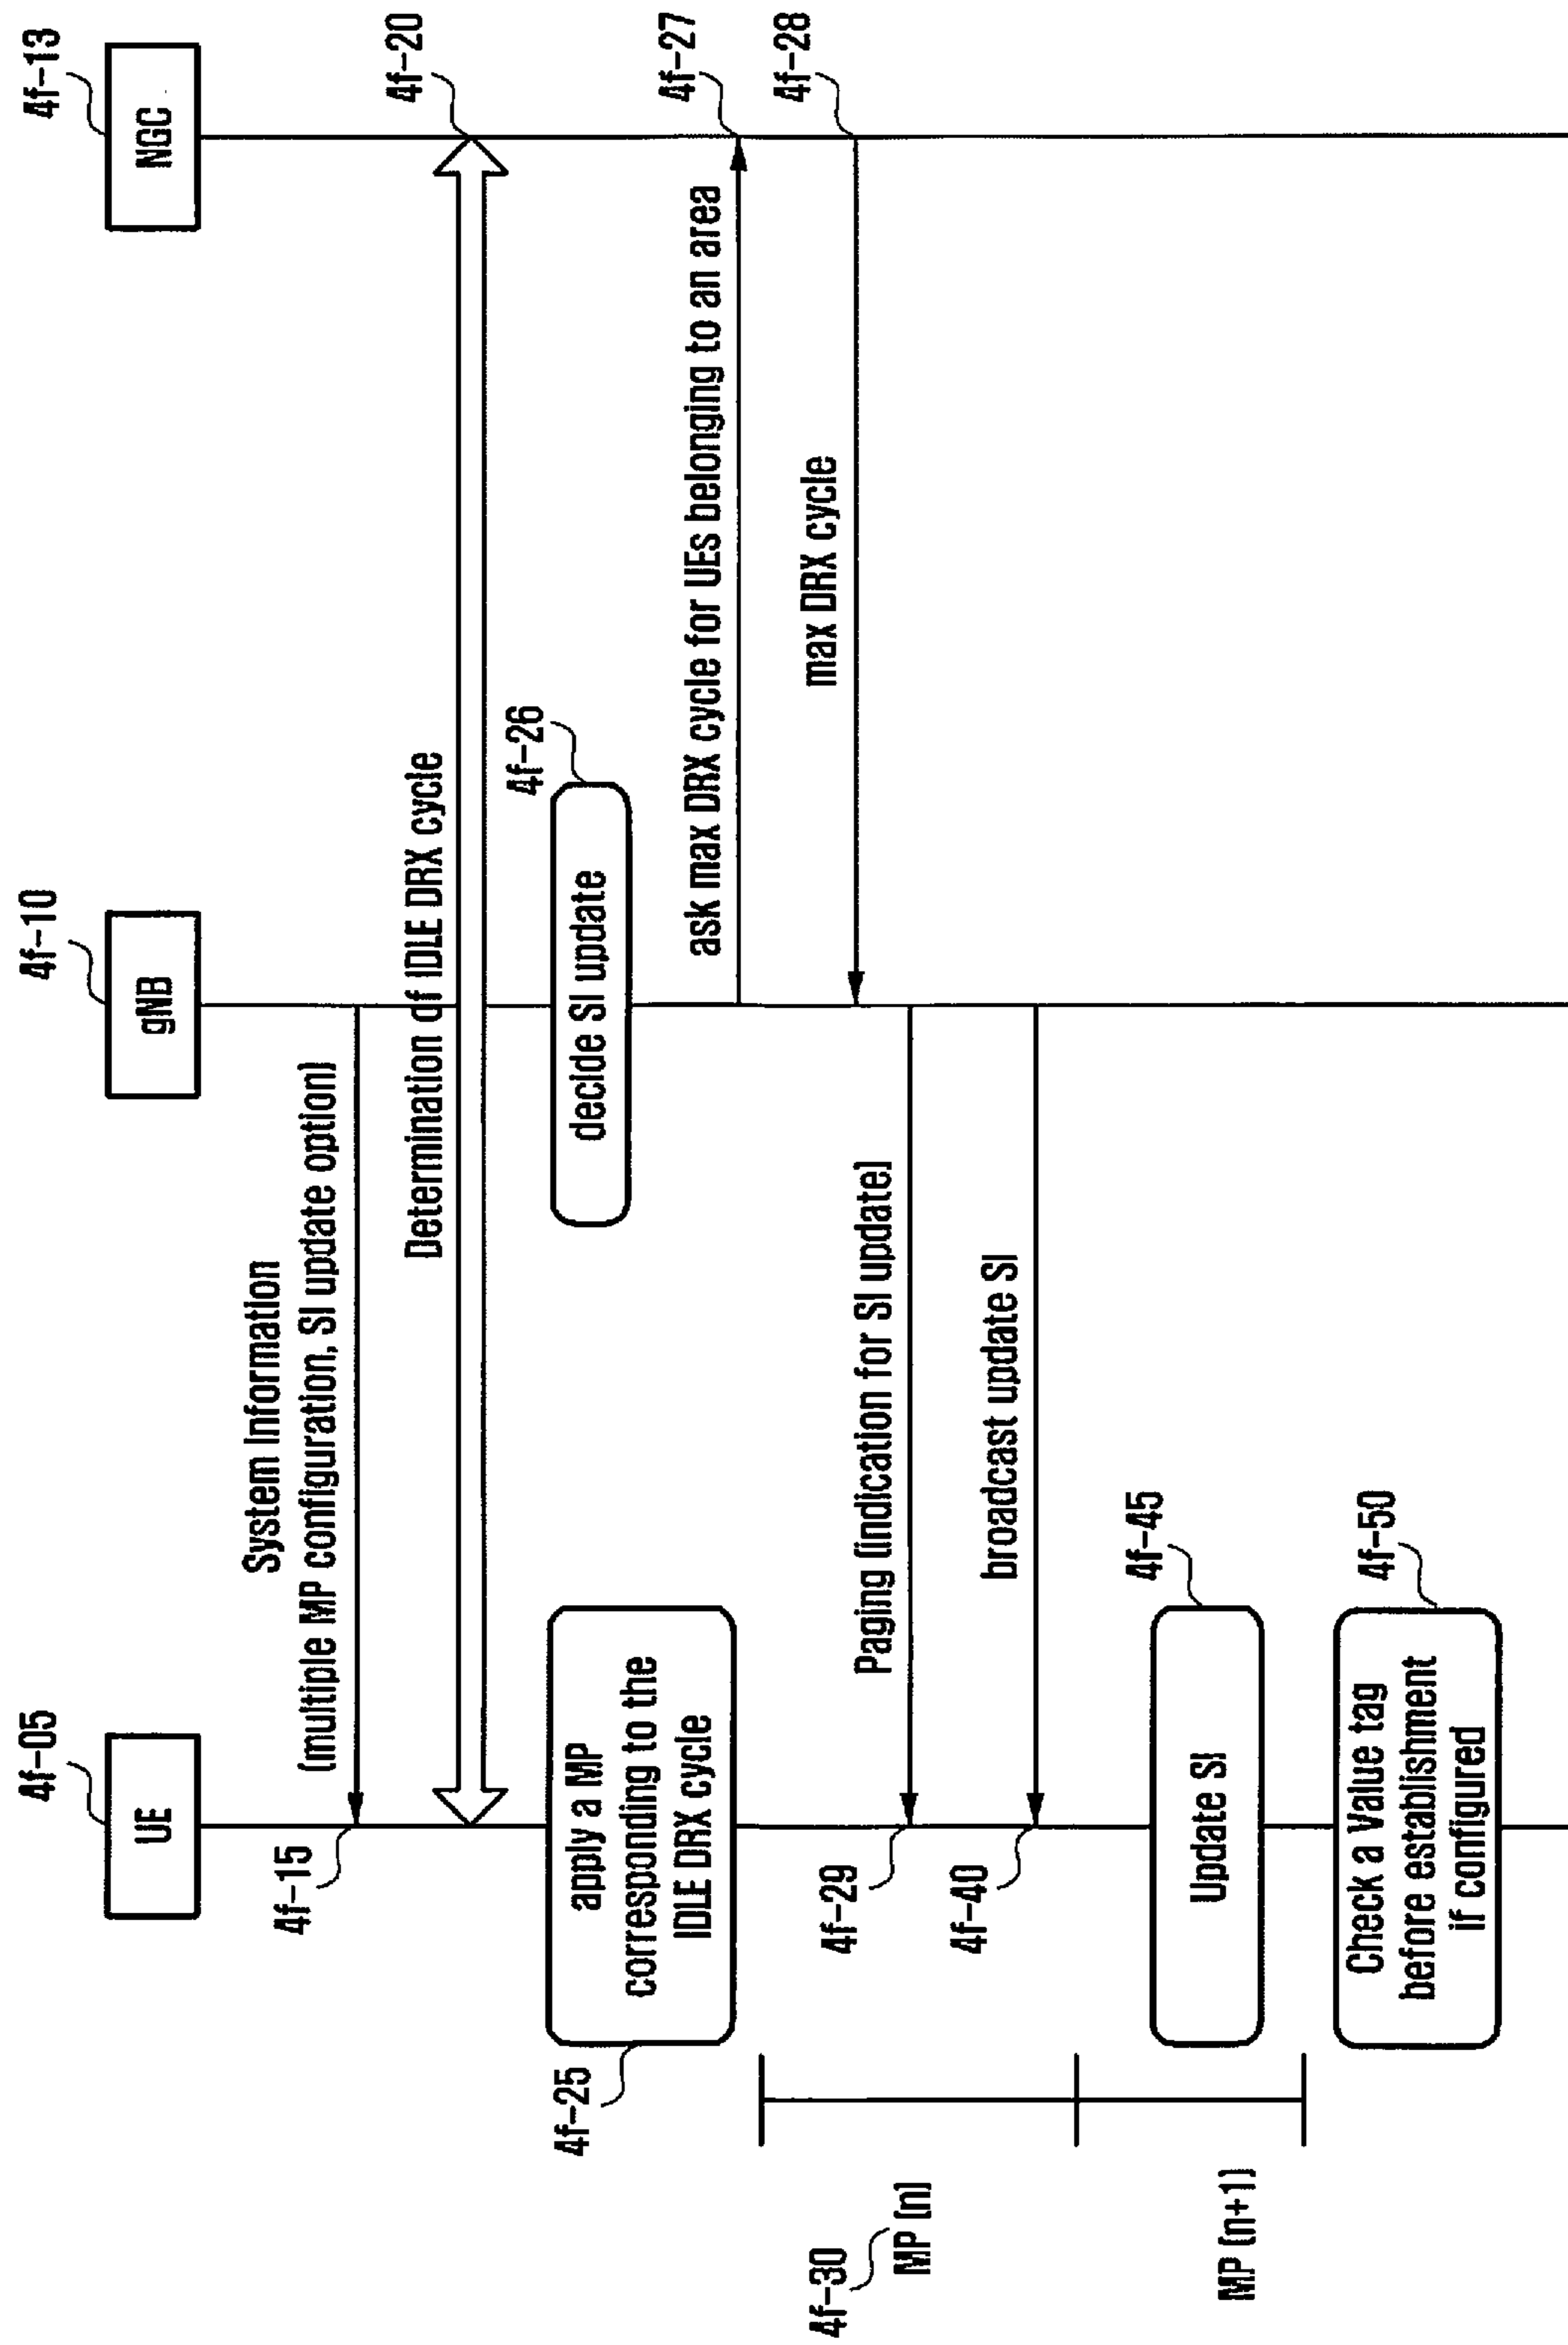 4f-05
UE
4f-10
gNB
4f-13
NGC
System Information
(multiple MP configuration, SI update option)
4f-15
Determination of IDLE DRX cycle
4f-20
apply a MP
corresponding to the
IDLE DRX cycle
4f-25
decide SI update
4f-26
ask max DRX cycle for UEs belonging to an area
4f-27
max DRX cycle
4f-28
Paging (indication for SI update)
4f-29
4f-30
MP (n)
broadcast update SI
4f-40
MP (n+1)
Update SI
4f-45
Check a Value tag
before establishment
if configured
4f-50